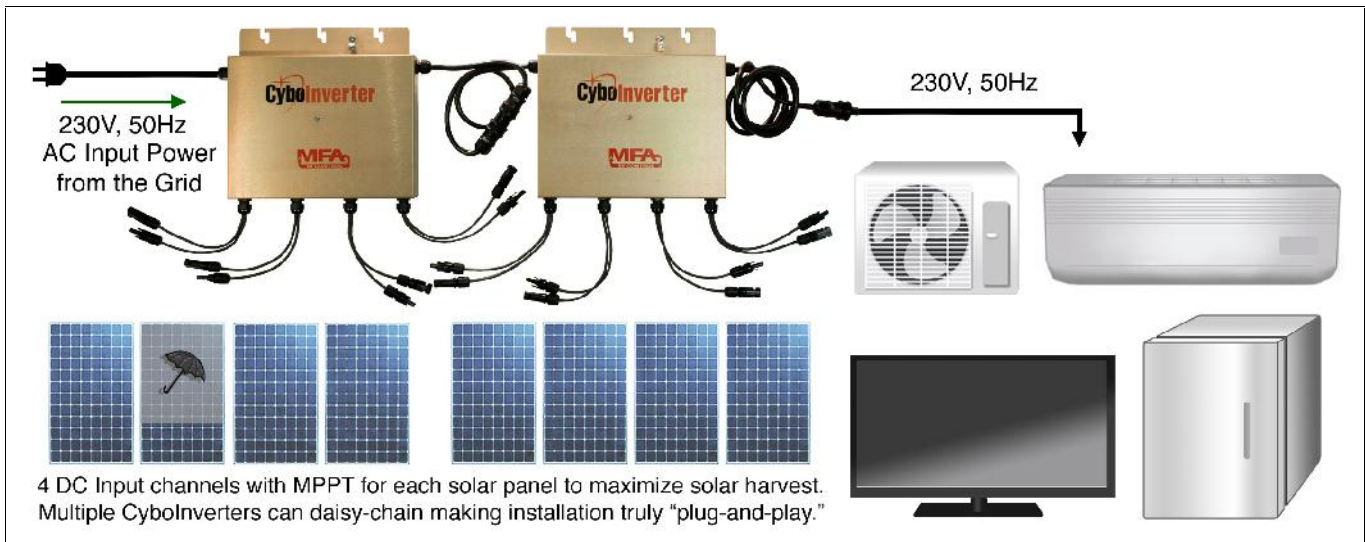 CyboInverter
CyboInverter
MFA
MFA
230V, 50Hz
AC Input Power
from the Grid
230V, 50Hz
4 DC Input channels with MPPT for each solar panel to maximize solar harvest.
Multiple CyboInverters can daisy-chain making installation truly “plug-and-play.”